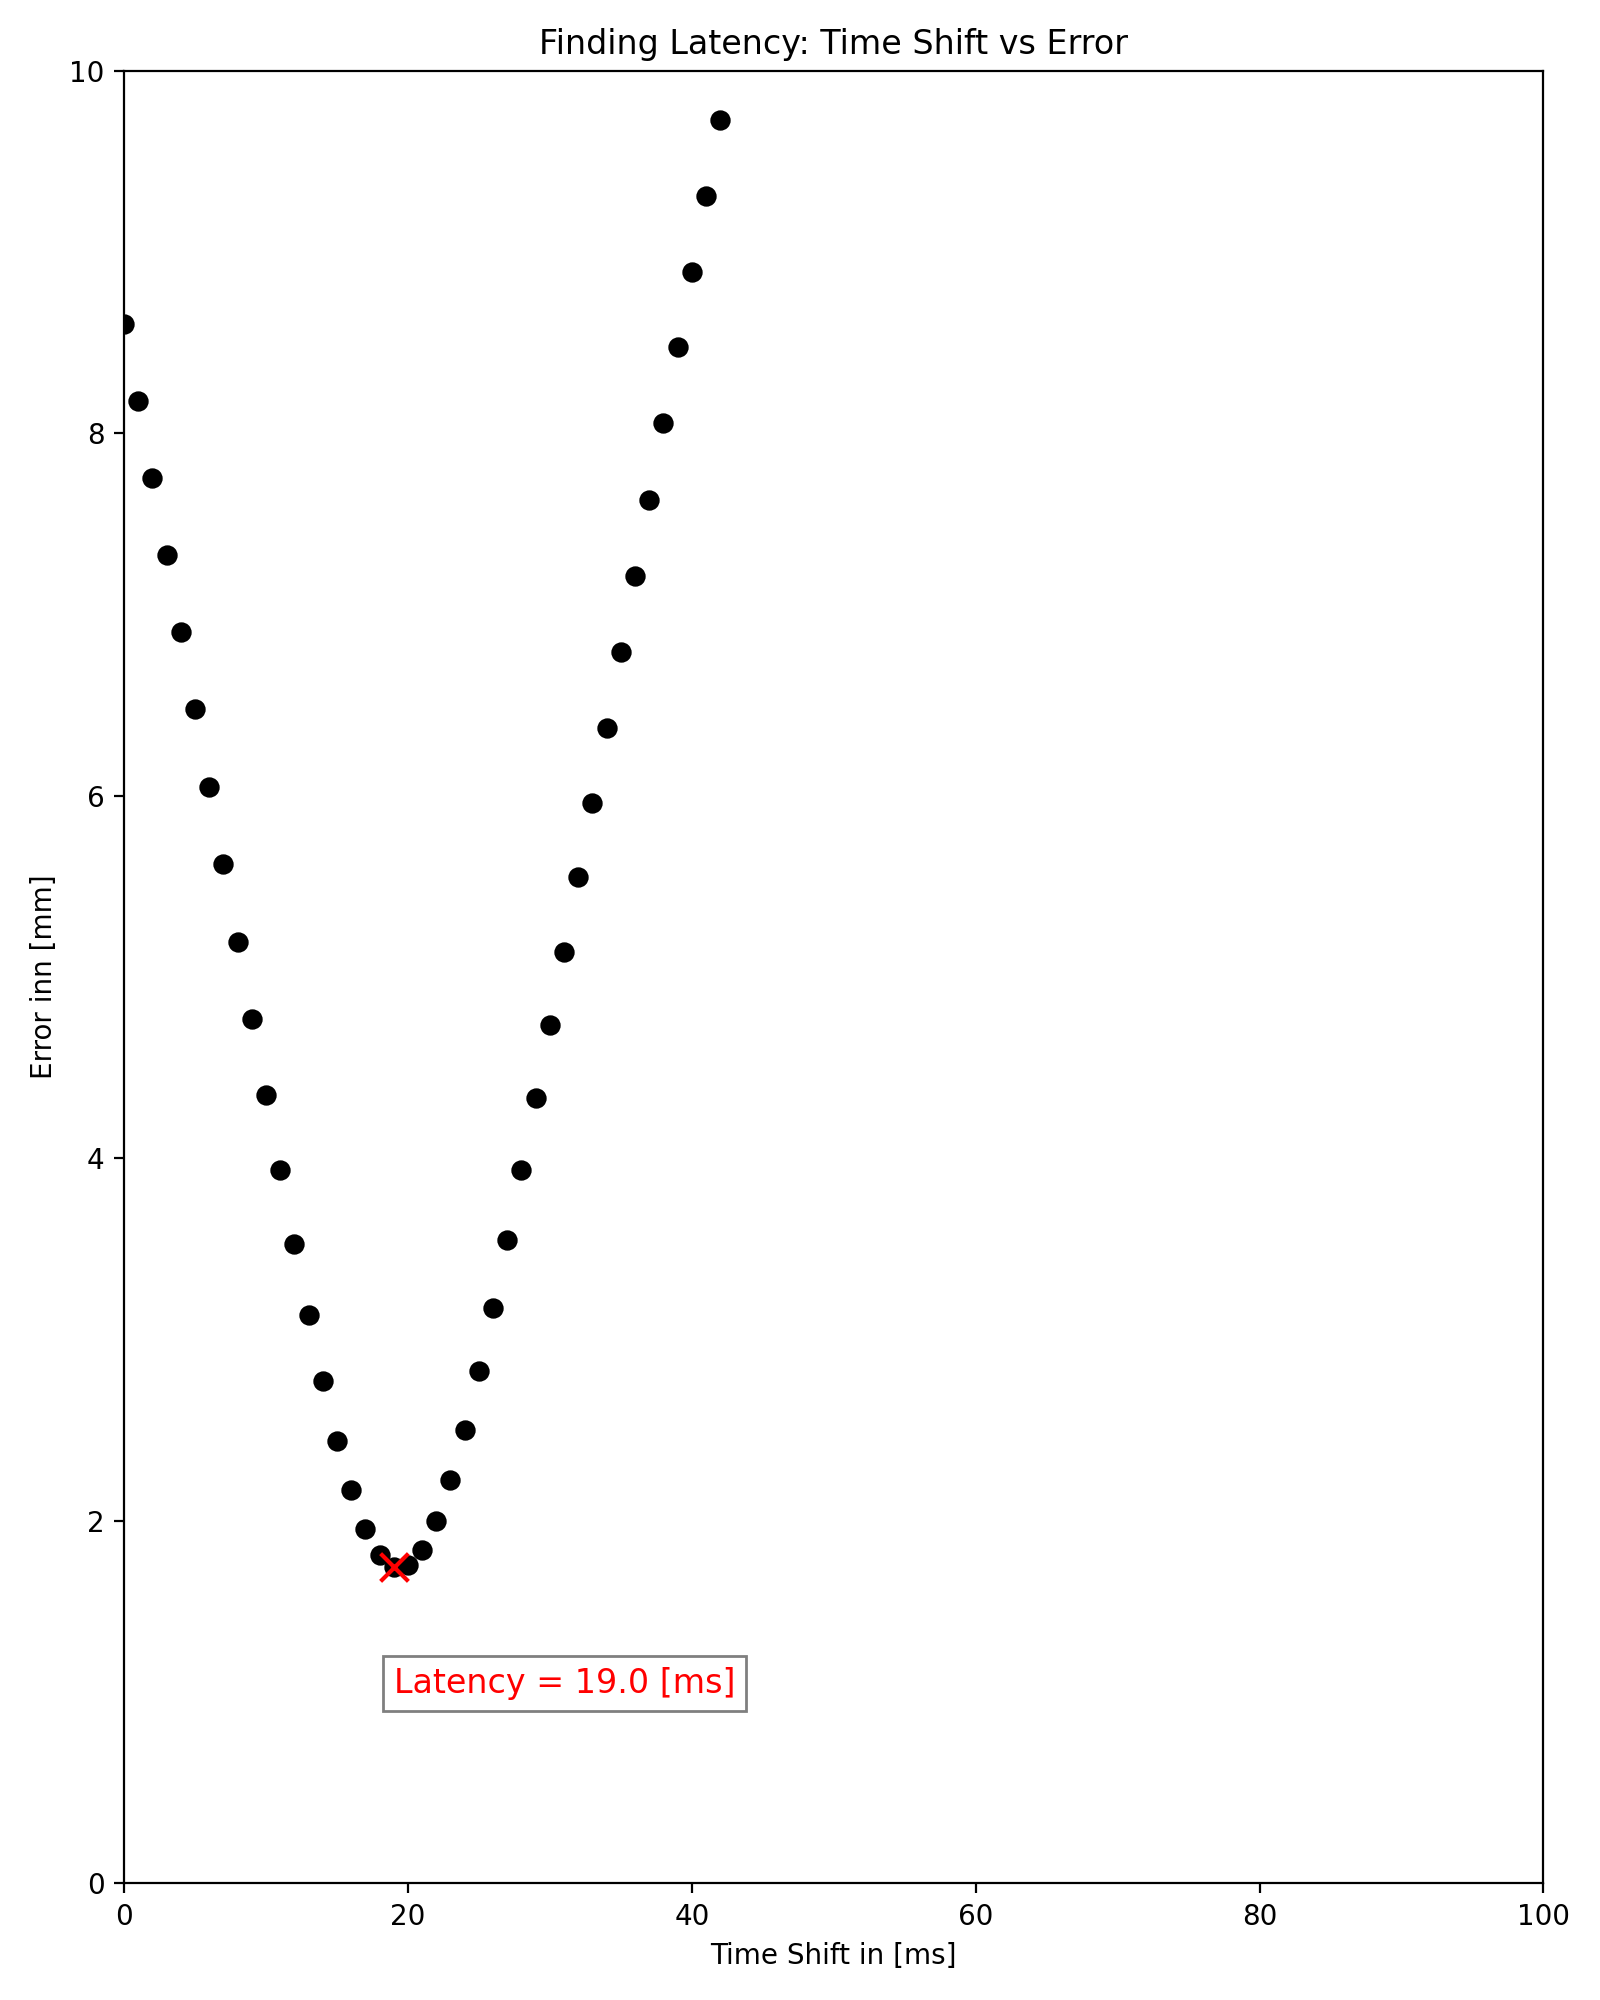 Finding Latency: Time Shift vs Error
10
8
6
4
2
0
Error inn [mm]
Latency = 19.0 [ms]
0 20 40 60 80 100
Time Shift in [ms]